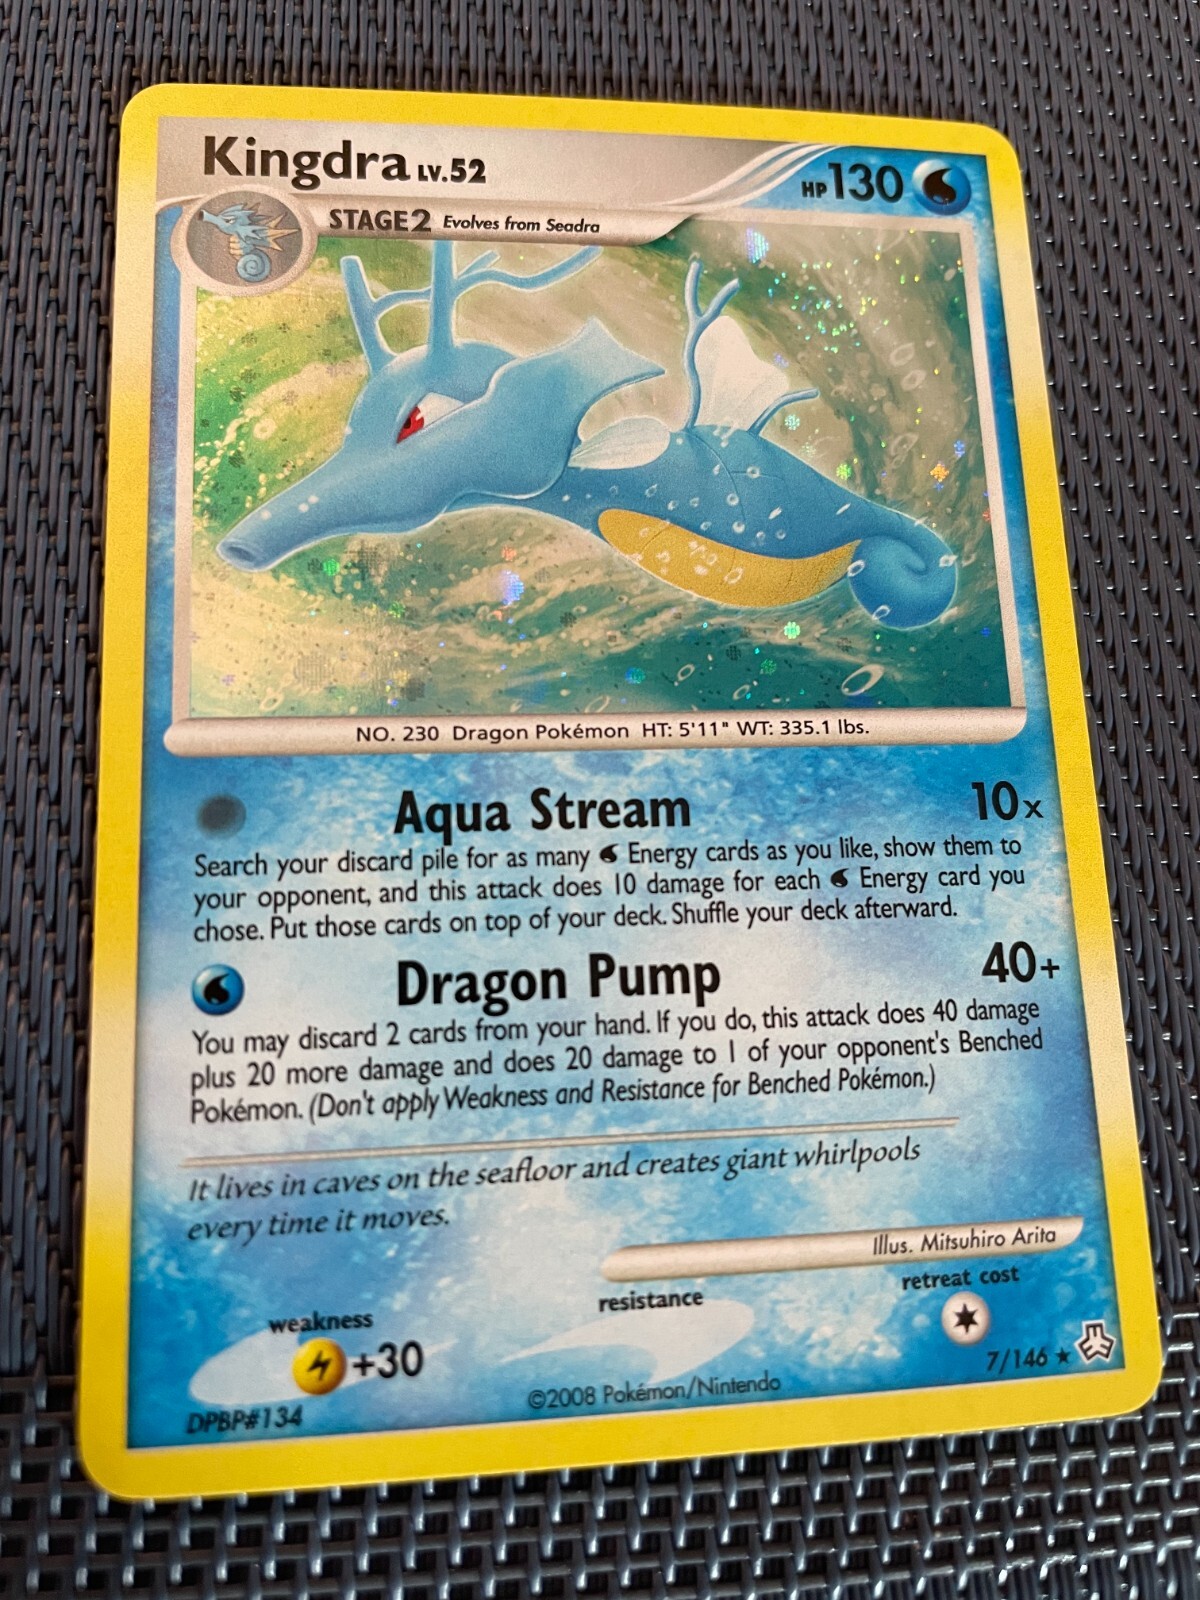 Kingdra LV.52
HP 130
STAGE2 Evolves from Seadra
NO. 230 Dragon Pokémon HT: 5'11" WT: 335.1 lbs.
Aqua Stream 10x
Search your discard pile for as many Energy cards as you like, show them to
your opponent, and this attack does 10 damage for each Energy card you
chose. Put those cards on top of your deck. Shuffle your deck afterward.
Dragon Pump 40+
You may discard 2 cards from your hand. If you do, this attack does 40 damage
plus 20 more damage and does 20 damage to 1 of your opponent's Benched
Pokémon. (Don't apply Weakness and Resistance for Benched Pokémon.)
It lives in caves on the seafloor and creates giant whirlpools
every time it moves.
Illus. Mitsuhiro Arita
weakness resistance retreat cost
+30
7/146 ★
DPBP#134 ©2008 Pokémon/Nintendo